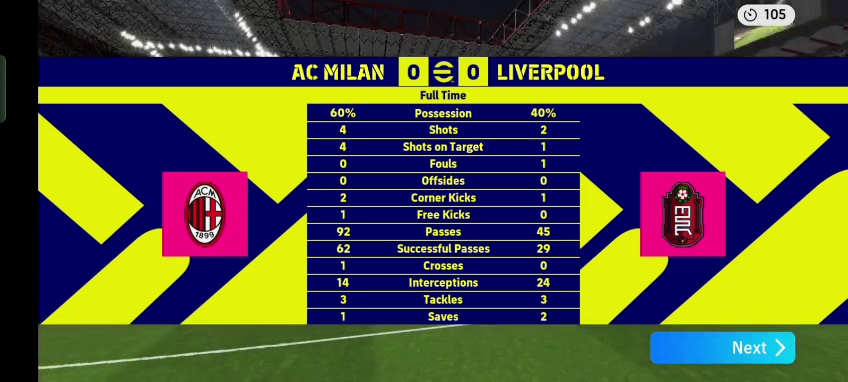 105
AC MILAN 0 0 LIVERPOOL
Full Time
60% Possession 40%
4 Shots 2
4 Shots on Target 1
0 Fouls 1
0 Offsides 0
2 Corner Kicks 1
1 Free Kicks 0
92 Passes 45
62 Successful Passes 29
1 Crosses 0
14 Interceptions 24
3 Tackles 3
1 Saves 2
ACM
1899
Next